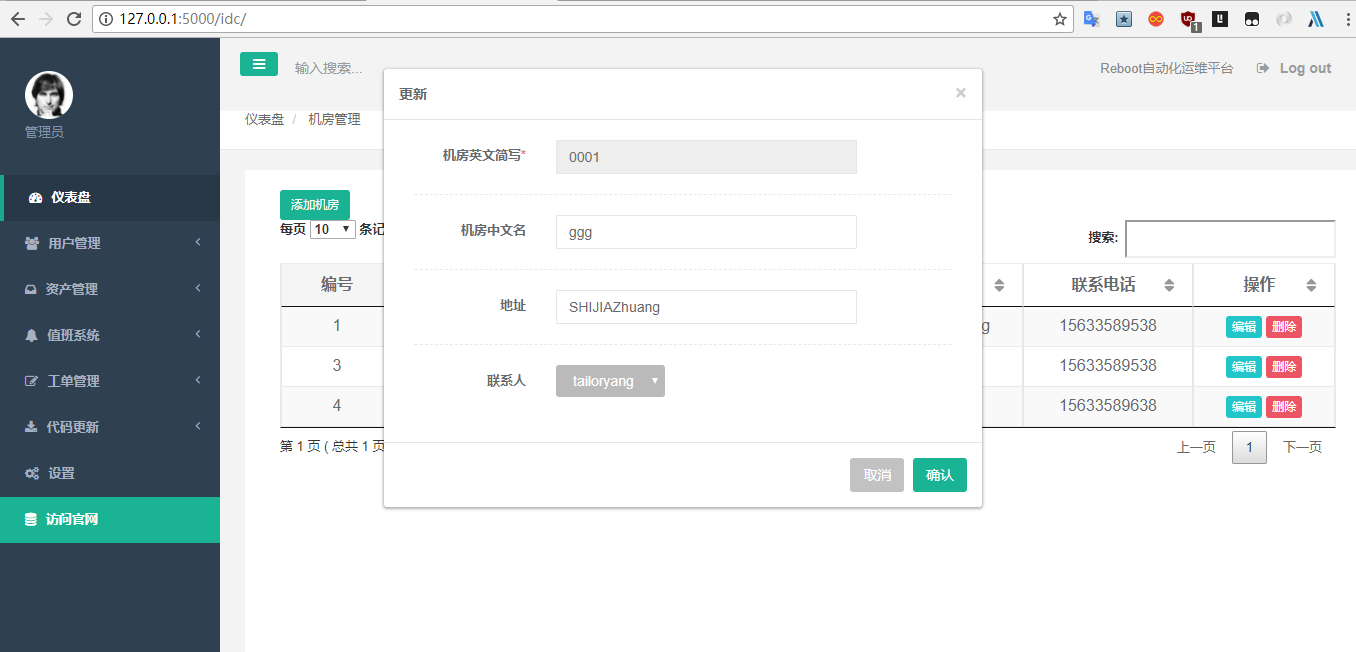 127.0.0.1:5000/idc/
1
输入搜索...
Reboot自动化运维平台
Log out
管理员
仪表盘
用户管理
资产管理
值班系统
工单管理
代码更新
设置
访问官网
仪表盘 / 机房管理
添加机房
每页 10 条记
搜索:
编号 联系电话 操作
1 g 15633589538 编辑 删除
3 15633589538 编辑 删除
4 15633589638 编辑 删除
第 1 页 ( 总共 1 页
上一页 1 下一页
更新 ×
机房英文简写* 0001
机房中文名 ggg
地址 SHIJIAZhuang
联系人 tailoryang
取消 确认